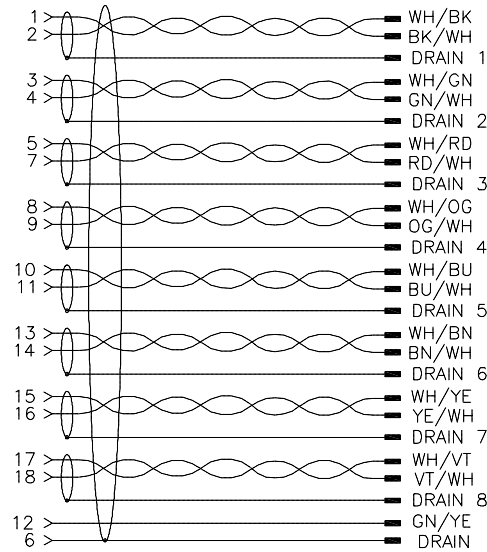 1 WH/BK
2 BK/WH
DRAIN 1
3 WH/GN
4 GN/WH
DRAIN 2
5 WH/RD
7 RD/WH
DRAIN 3
8 WH/OG
9 OG/WH
DRAIN 4
10 WH/BU
11 BU/WH
DRAIN 5
13 WH/BN
14 BN/WH
DRAIN 6
15 WH/YE
16 YE/WH
DRAIN 7
17 WH/VT
18 VT/WH
DRAIN 8
12 GN/YE
6 DRAIN